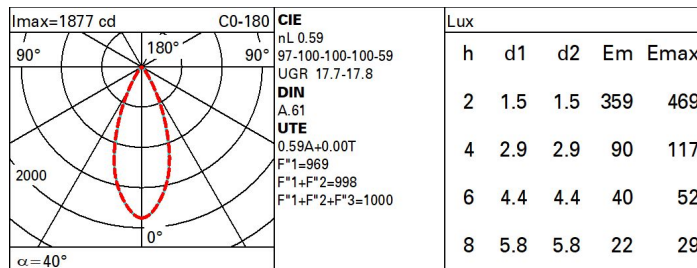 Imax=1877 cd C0-180
90° 180° 90°
2000
0°
α=40°
CIE
nL 0.59
97-100-100-100-59
UGR 17.7-17.8
DIN
A.61
UTE
0.59A+0.00T
F"1=969
F"1+F"2=998
F"1+F"2+F"3=1000
Lux
h d1 d2 Em Emax
2 1.5 1.5 359 469
4 2.9 2.9 90 117
6 4.4 4.4 40 52
8 5.8 5.8 22 29